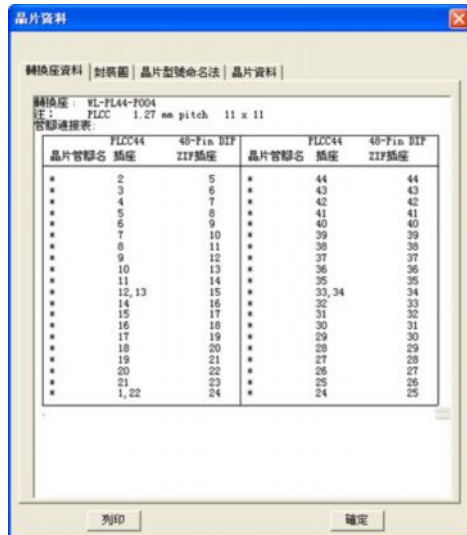 晶片資料
轉換座資料 封裝圖 晶片型號命名法 晶片資料
轉換座： WL-PL44-P004
注： PLCC 1.27 mm pitch 11 x 11
管腳連接表:
PLCC44 48-Pin DIP PLCC44 48-Pin DIP
晶片管腳名 插座 ZIF插座 晶片管腳名 插座 ZIF插座
* 2 5 * 44 44
* 3 6 * 43 43
* 4 7 * 42 42
* 5 8 * 41 41
* 6 9 * 40 40
* 7 10 * 39 39
* 8 11 * 38 38
* 9 12 * 37 37
* 10 13 * 36 36
* 11 14 * 35 35
* 12,13 15 * 33,34 34
* 14 16 * 32 33
* 15 17 * 31 32
* 16 18 * 30 31
* 17 19 * 29 30
* 18 20 * 28 29
* 19 21 * 27 28
* 20 22 * 26 27
* 21 23 * 25 26
* 1,22 24 * 24 25
列印 確定